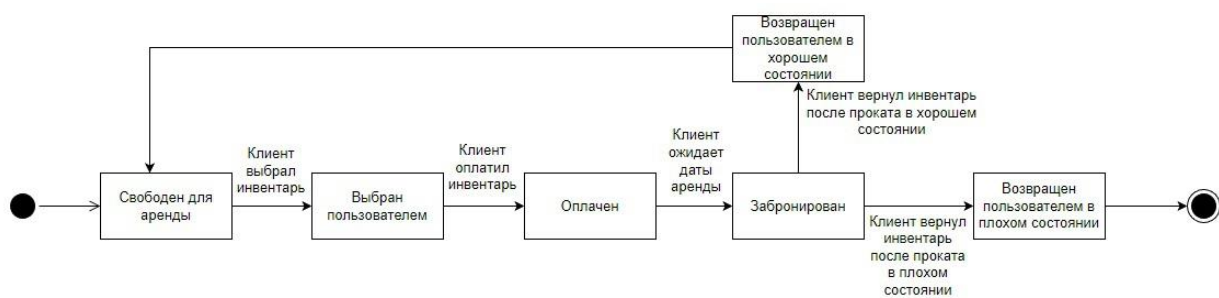 Возвращен
пользователем в
хорошем
состоянии
Клиент вернул инвентарь
после проката в хорошем
состоянии
Клиент
выбрал
инвентарь
Клиент
оплатил
инвентарь
Клиент
ожидает
даты
аренды
Свободен для
аренды
Выбран
пользователем
Оплачен
Забронирован
Возвращен
пользователем в
плохом состоянии
Клиент вернул
инвентарь
после проката
в плохом
состоянии